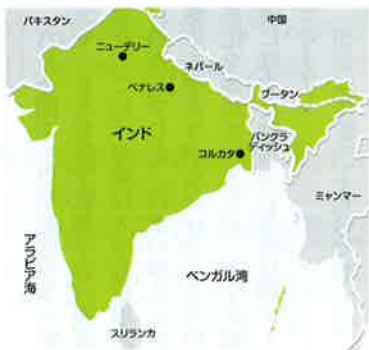 パキスタン
中国
ニューデリー
ネパール
ベナレス
ブータン
インド
バングラ
ディッシュ
コルカタ
ミャンマー
アラビア海
ベンガル湾
スリランカ